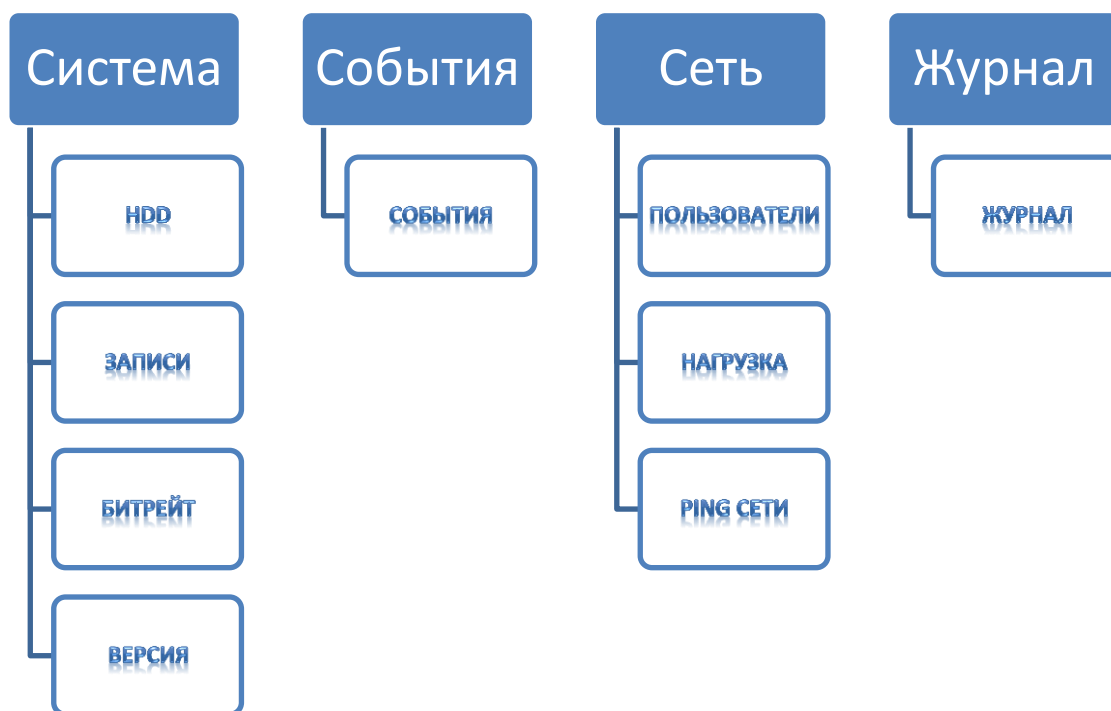 Система
HDD
ЗАПИСИ
БИТРЕЙТ
ВЕРСИЯ
События
СОБЫТИЯ
Сеть
ПОЛЬЗОВАТЕЛИ
НАГРУЗКА
PING СЕТИ
Журнал
ЖУРНАЛ